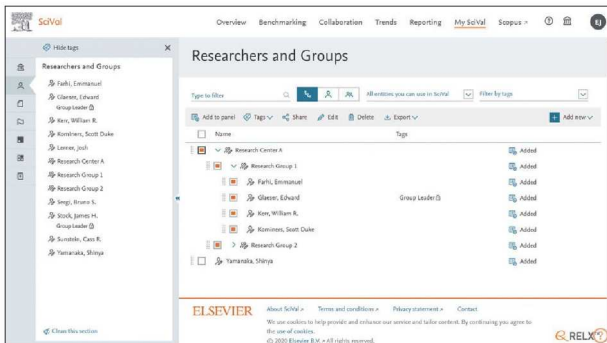 SciVal
Overview Benchmarking Collaboration Trends Reporting My SciVal Scopus EJ
Hide tags
Researchers and Groups
Farhi, Emmanuel
Glaeser, Edward
Group Leader
Kerr, William R.
Kominers, Scott Duke
Lerner, Josh
Research Center A
Research Group 1
Research Group 2
Sergi, Bruno S.
Stock, James H.
Group Leader
Sunstein, Cass R.
Yamanaka, Shinya
Clear this section
Researchers and Groups
Type to filter All entities you can use in SciVal Filter by tags
Add to panel Tags Share Edit Delete Export Add new
Name Tags
Research Center A Added
Research Group 1 Added
Farhi, Emmanuel Added
Glaeser, Edward Group Leader Added
Kerr, William R. Added
Kominers, Scott Duke Added
Research Group 2 Added
Yamanaka, Shinya Added
ELSEVIER About SciVal Terms and conditions Privacy statement Contact
We use cookies to help provide and enhance our service and tailor content. By continuing you agree to
the use of cookies.
© 2020 Elsevier B.V. All rights reserved.
RELX